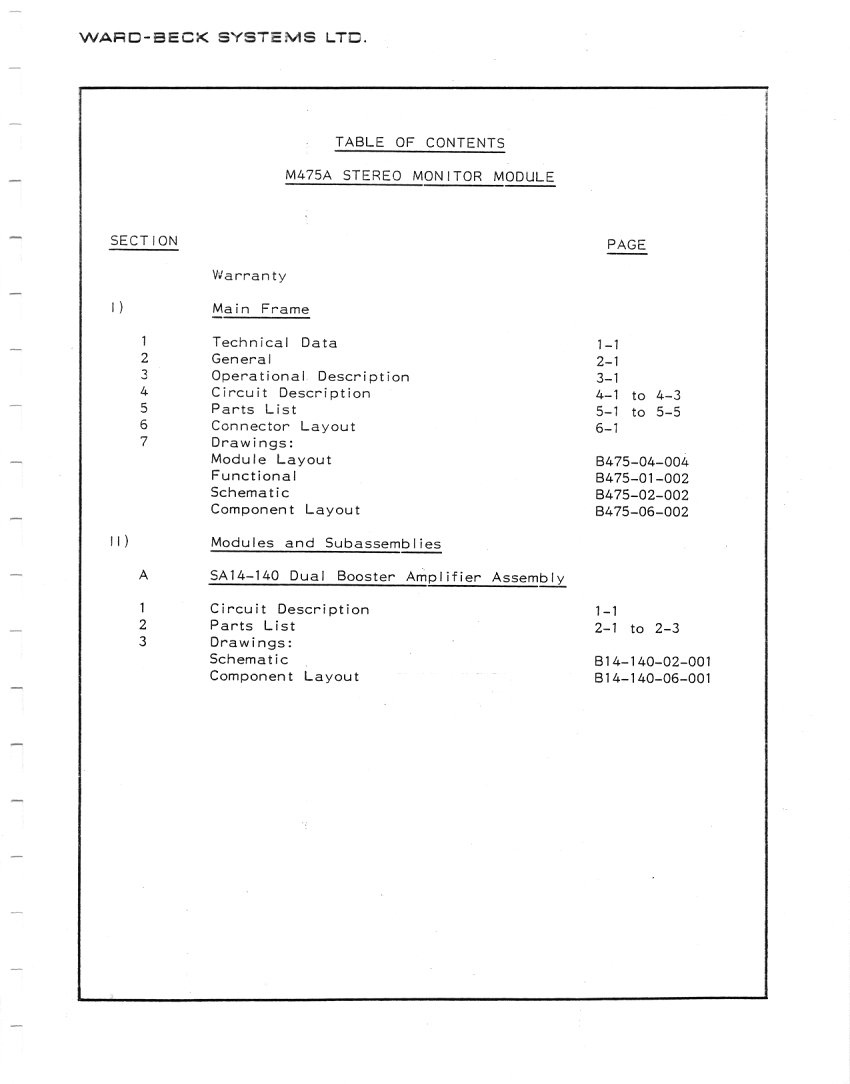 WARD-BECK SYSTEMS LTD.
TABLE OF CONTENTS
M475A STEREO MONITOR MODULE
SECTION PAGE
Warranty
I) Main Frame
1 Technical Data 1-1
2 General 2-1
3 Operational Description 3-1
4 Circuit Description 4-1 to 4-3
5 Parts List 5-1 to 5-5
6 Connector Layout 6-1
7 Drawings:
Module Layout B475-04-004
Functional B475-01-002
Schematic B475-02-002
Component Layout B475-06-002
II) Modules and Subassemblies
A SA14-140 Dual Booster Amplifier Assembly
1 Circuit Description 1-1
2 Parts List 2-1 to 2-3
3 Drawings:
Schematic B14-140-02-001
Component Layout B14-140-06-001